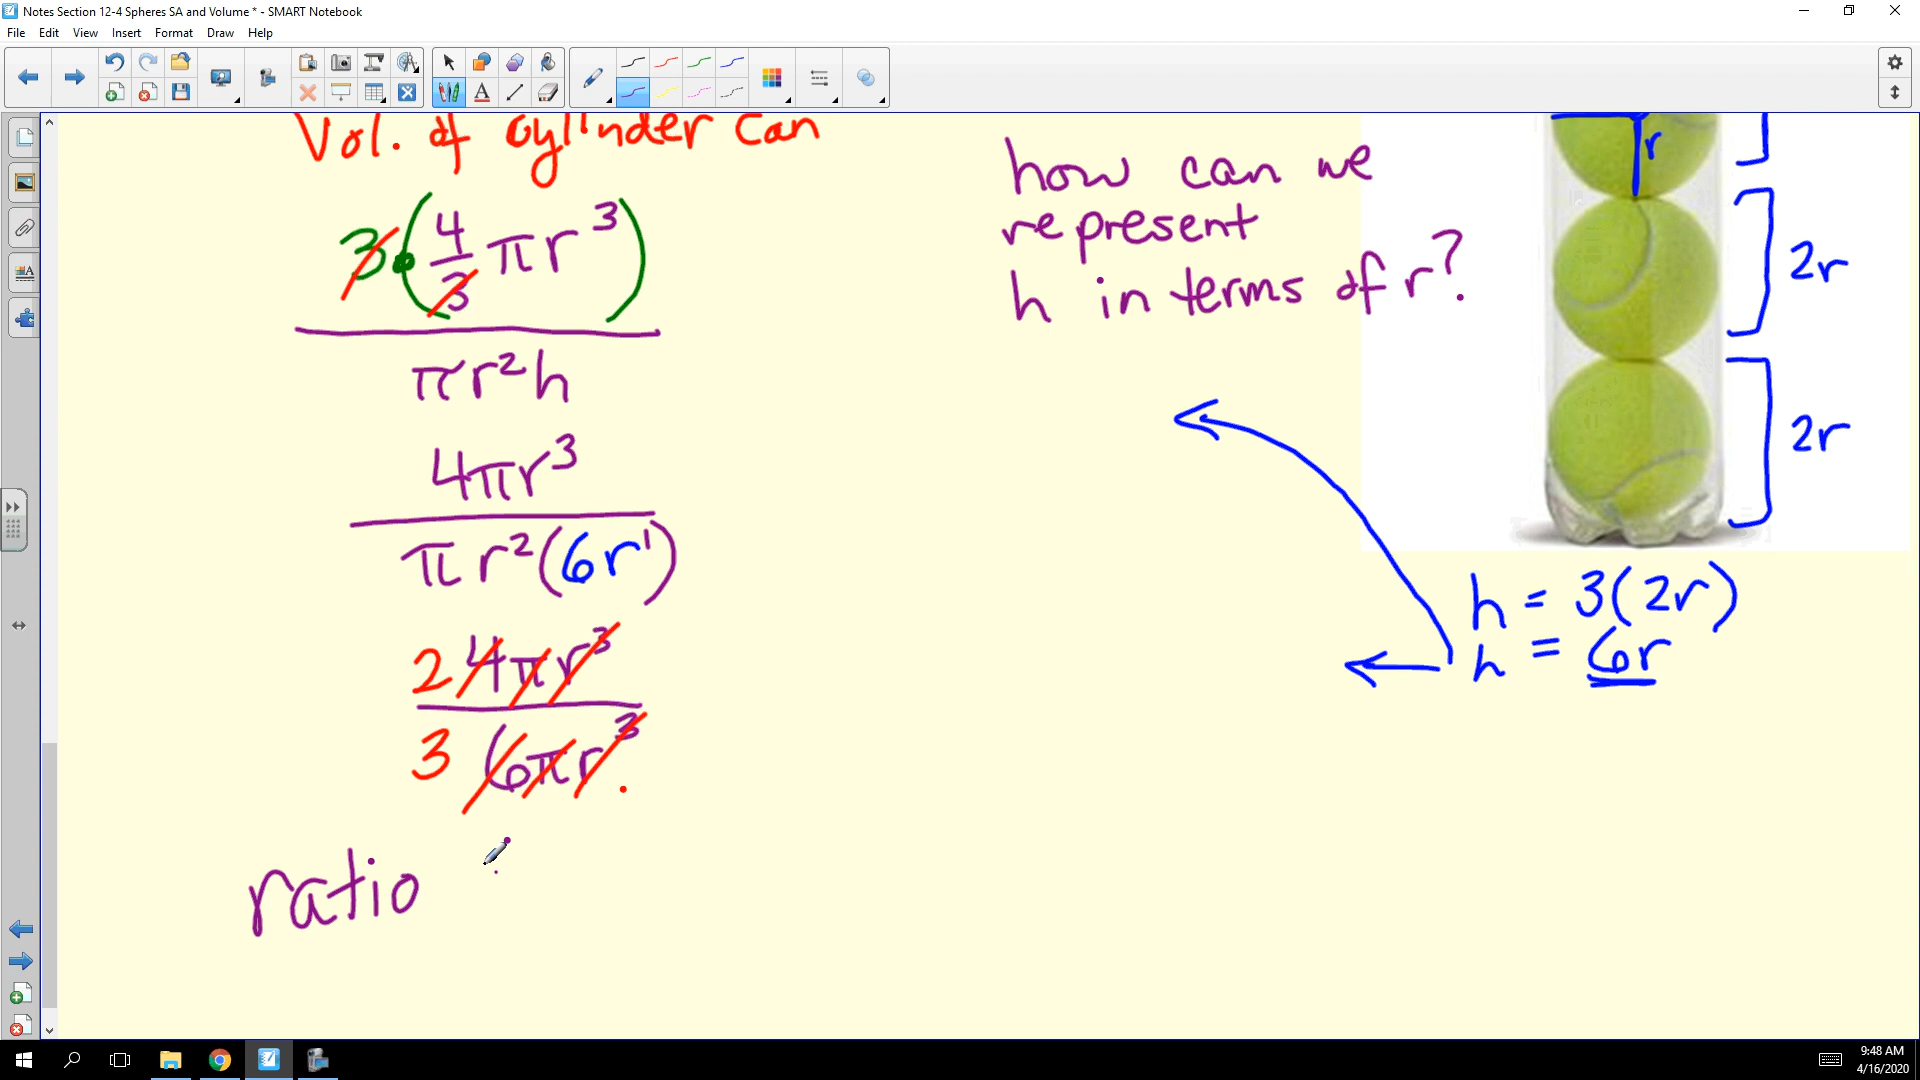 Notes Section 12-4 Spheres SA and Volume * - SMART Notebook
File Edit View Insert Format Draw Help
Vol. of cylinder can
3•(4/3 πr³)
πr²h
4πr³
πr²(6r¹)
2 4πr³
3 6πr³
ratio
how can we
represent
h in terms of r?
r
2r
2r
h = 3(2r)
h = 6r
9:48 AM
4/16/2020